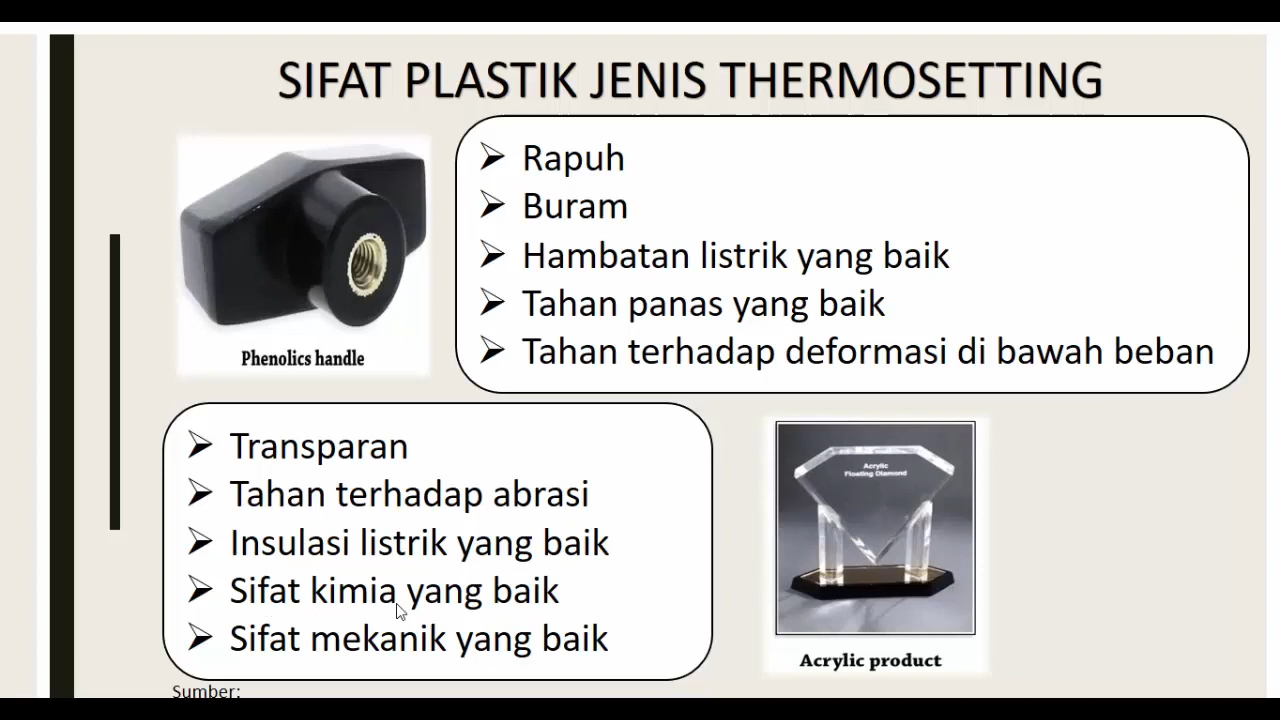 SIFAT PLASTIK JENIS THERMOSETTING
Rapuh
Buram
Hambatan listrik yang baik
Tahan panas yang baik
Tahan terhadap deformasi di bawah beban
Phenolics handle
Transparan
Tahan terhadap abrasi
Insulasi listrik yang baik
Sifat kimia yang baik
Sifat mekanik yang baik
Acrylic
Floating Diamond
Acrylic product
Sumber: